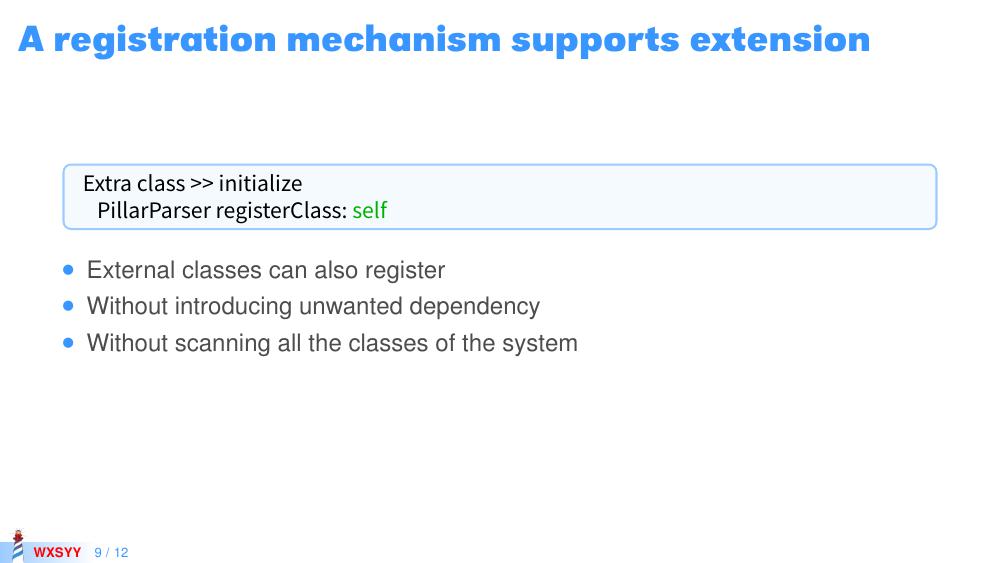 A registration mechanism supports extension
Extra class >> initialize
PillarParser registerClass: self
External classes can also register
Without introducing unwanted dependency
Without scanning all the classes of the system
WXSYY 9 / 12